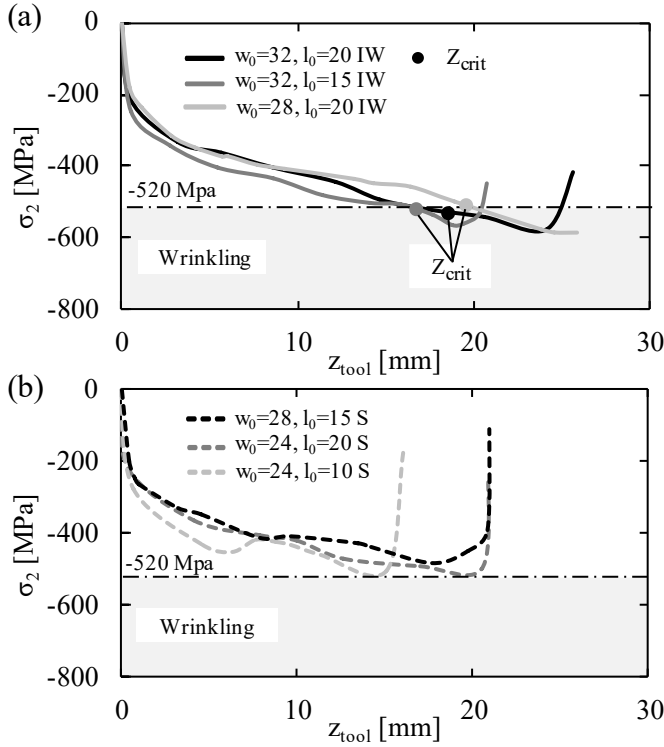 (a)
0
-200
-400
-600
-800
σ2 [MPa]
w0=32, l0=20 IW
w0=32, l0=15 IW
w0=28, l0=20 IW
Zcrit
-520 Mpa
Wrinkling
Zcrit
0 10 20 30
ztool [mm]
(b)
0
-200
-400
-600
-800
σ2 [MPa]
w0=28, l0=15 S
w0=24, l0=20 S
w0=24, l0=10 S
-520 Mpa
Wrinkling
0 10 20 30
ztool [mm]